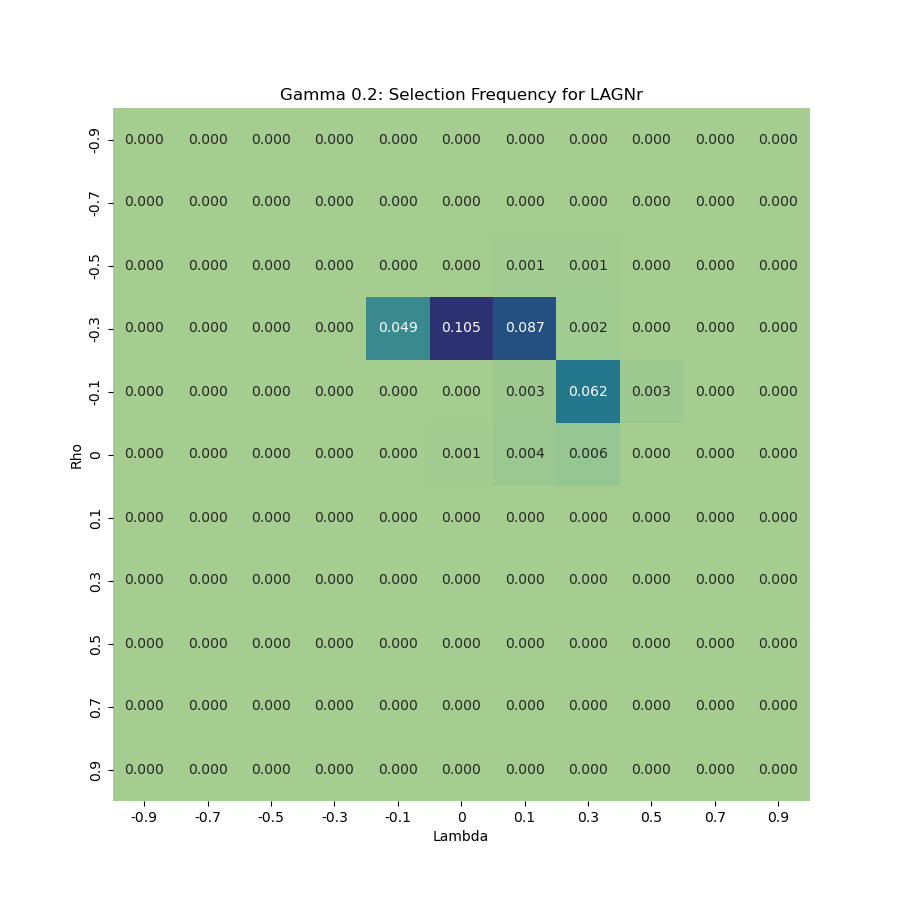 Gamma 0.2: Selection Frequency for LAGNr
-0.9 0.000 0.000 0.000 0.000 0.000 0.000 0.000 0.000 0.000 0.000 0.000
-0.7 0.000 0.000 0.000 0.000 0.000 0.000 0.000 0.000 0.000 0.000 0.000
-0.5 0.000 0.000 0.000 0.000 0.000 0.000 0.001 0.001 0.000 0.000 0.000
-0.3 0.000 0.000 0.000 0.000 0.049 0.105 0.087 0.002 0.000 0.000 0.000
-0.1 0.000 0.000 0.000 0.000 0.000 0.000 0.003 0.062 0.003 0.000 0.000
Rho
0 0.000 0.000 0.000 0.000 0.000 0.001 0.004 0.006 0.000 0.000 0.000
0.1 0.000 0.000 0.000 0.000 0.000 0.000 0.000 0.000 0.000 0.000 0.000
0.3 0.000 0.000 0.000 0.000 0.000 0.000 0.000 0.000 0.000 0.000 0.000
0.5 0.000 0.000 0.000 0.000 0.000 0.000 0.000 0.000 0.000 0.000 0.000
0.7 0.000 0.000 0.000 0.000 0.000 0.000 0.000 0.000 0.000 0.000 0.000
0.9 0.000 0.000 0.000 0.000 0.000 0.000 0.000 0.000 0.000 0.000 0.000
-0.9 -0.7 -0.5 -0.3 -0.1 0 0.1 0.3 0.5 0.7 0.9
Lambda